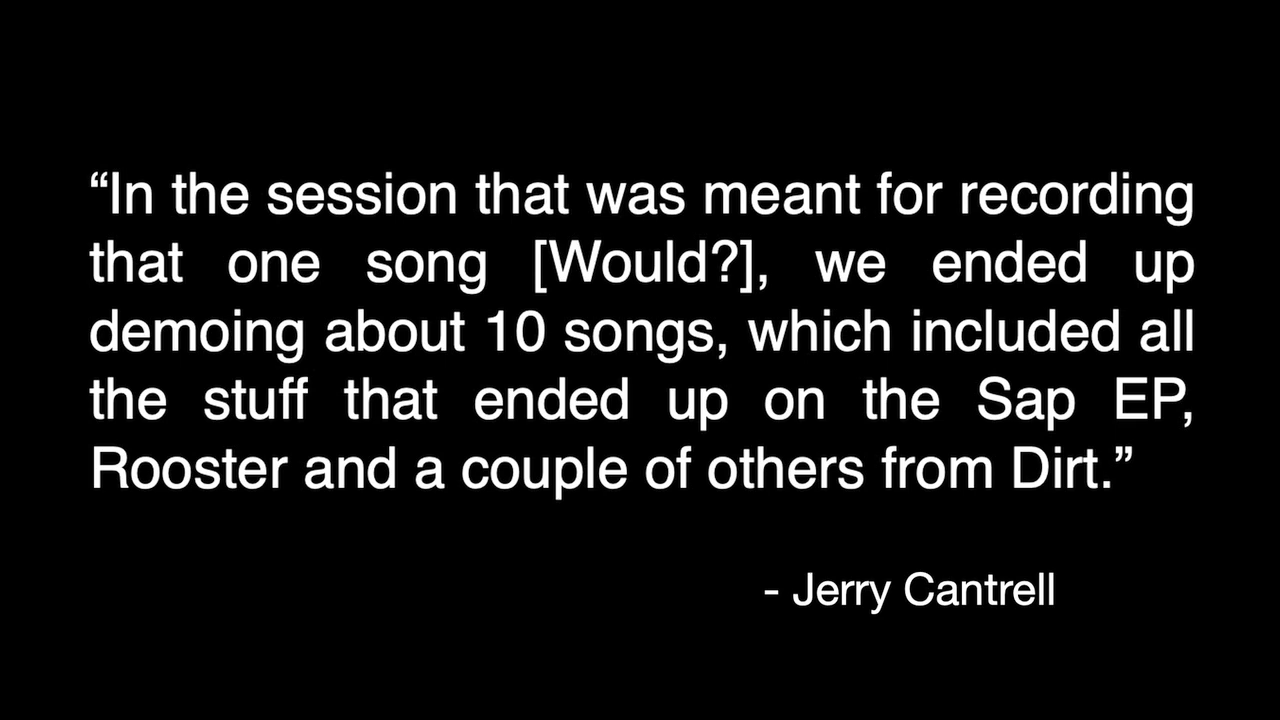 “In the session that was meant for recording
that one song [Would?], we ended up
demoing about 10 songs, which included all
the stuff that ended up on the Sap EP,
Rooster and a couple of others from Dirt.”
- Jerry Cantrell